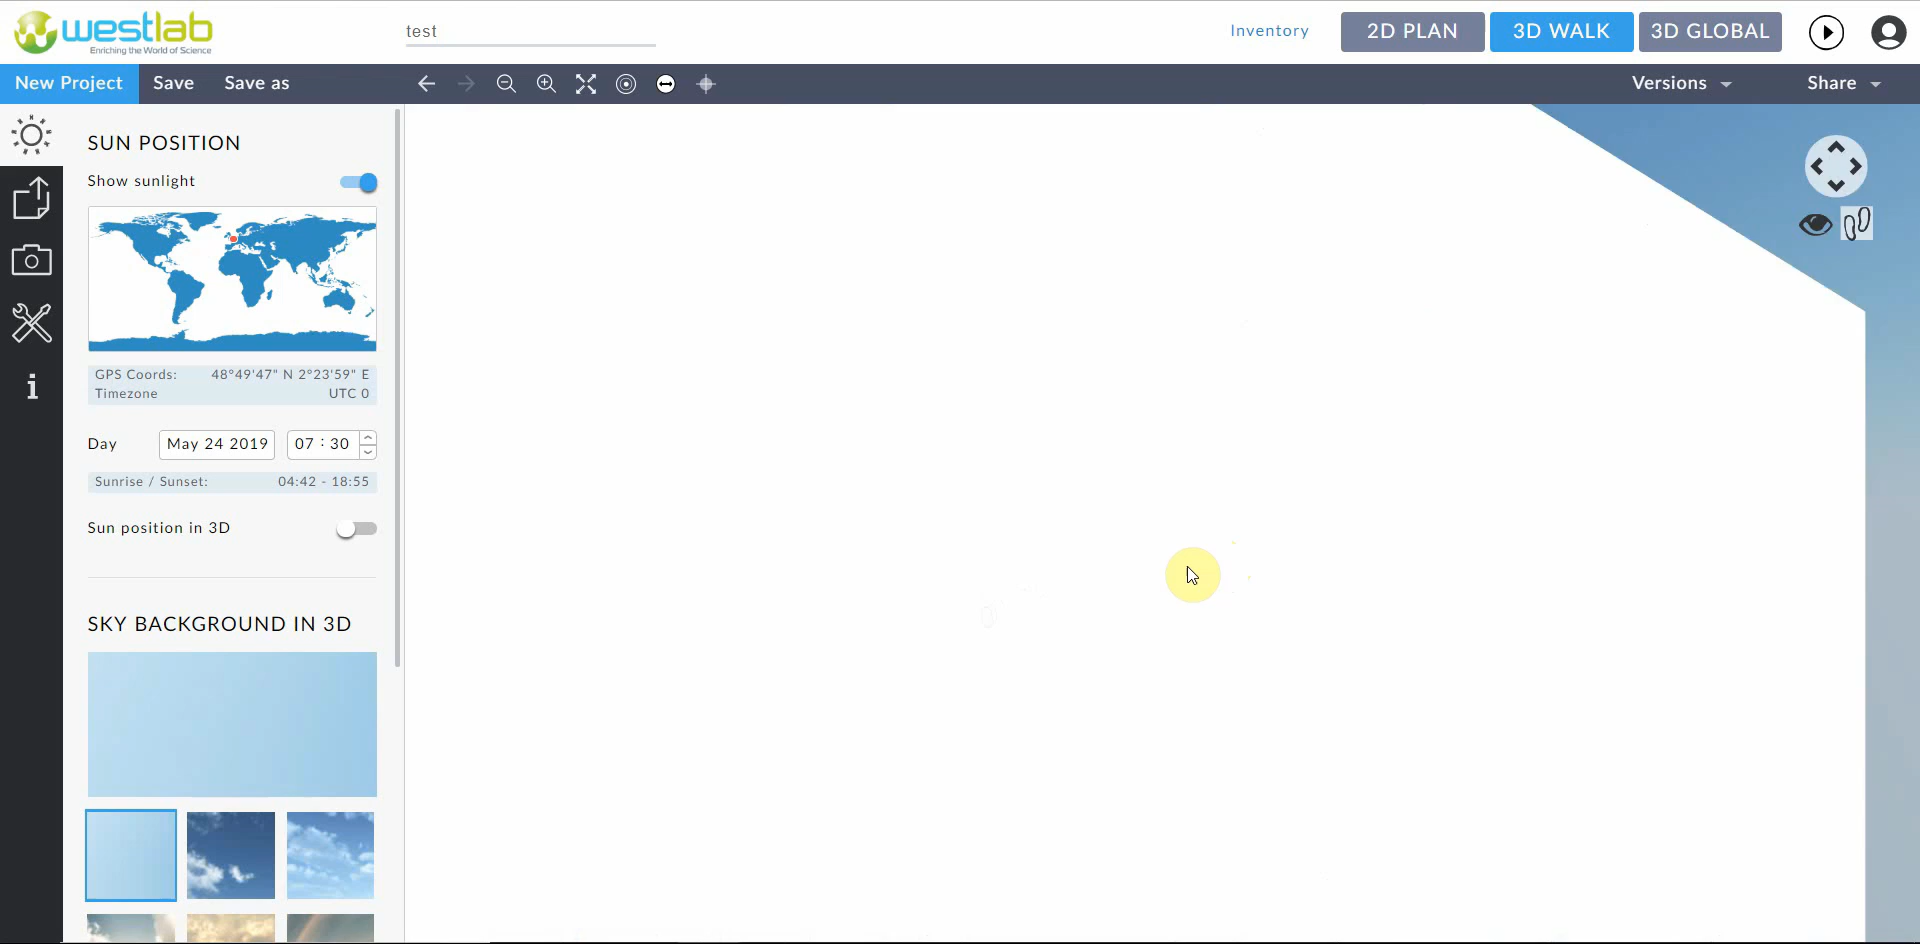 westlab
Enriching the World of Science
test
Inventory
2D PLAN
3D WALK
3D GLOBAL
New Project
Save
Save as
Versions
Share
SUN POSITION
Show sunlight
GPS Coords: 48°49'47" N 2°23'59" E
Timezone UTC 0
Day May 24 2019 07 : 30
Sunrise / Sunset: 04:42 - 18:55
Sun position in 3D
SKY BACKGROUND IN 3D